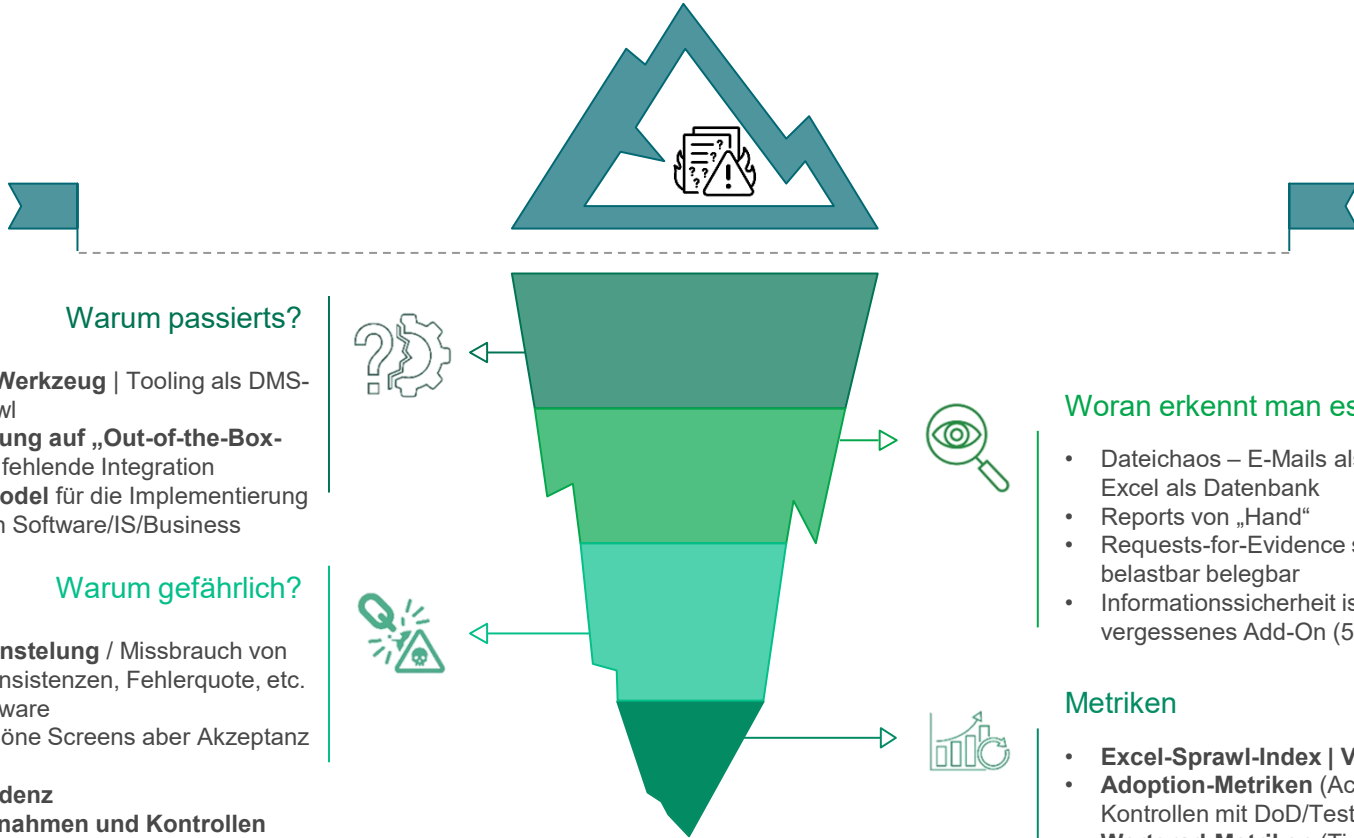 Warum passierts?
Werkzeug | Tooling als DMS-
wl
ung auf „Out-of-the-Box-
fehlende Integration
odel für die Implementierung
n Software/IS/Business
Warum gefährlich?
nstelung / Missbrauch von
nsistenzen, Fehlerquote, etc.
ware
öne Screens aber Akzeptanz
denz
nahmen und Kontrollen
Woran erkennt man es
• Dateichaos – E-Mails als
Excel als Datenbank
• Reports von „Hand“
• Requests-for-Evidence s
belastbar belegbar
• Informationssicherheit is
vergessenes Add-On (5
Metriken
• Excel-Sprawl-Index | V
• Adoption-Metriken (Ac
Kontrollen mit DoD/Test